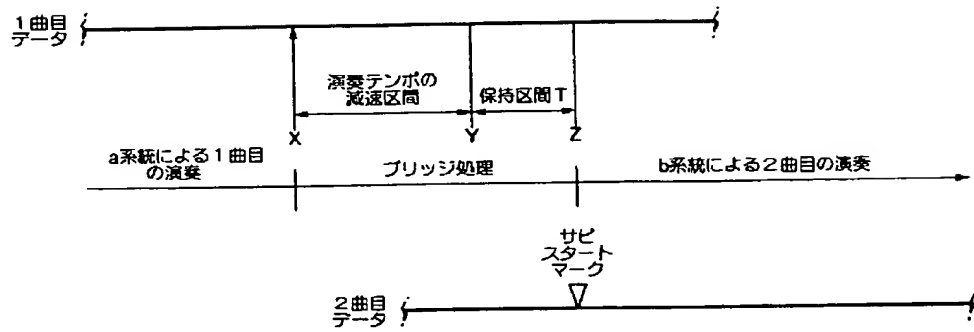 1曲目
データ
演奏テンポの
減速区間
保持区間T
X
Y
Z
a系統による1曲目
の演奏
ブリッジ処理
b系統による2曲目の演奏
サビ
スタート
マーク
2曲目
データ